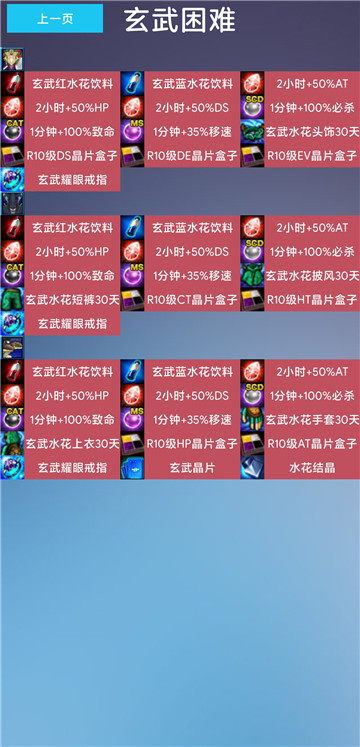 上一页
玄武困难
玄武红水花饮料 玄武蓝水花饮料 2小时+50%AT
2小时+50%HP 2小时+50%DS SCD 1分钟+100%必杀
CAT 1分钟+100%致命 MS 1分钟+35%移速 玄武水花头饰30天
R10级DS晶片盒子 R10级DE晶片盒子 R10级EV晶片盒子
玄武耀眼戒指
玄武红水花饮料 玄武蓝水花饮料 2小时+50%AT
2小时+50%HP 2小时+50%DS SCD 1分钟+100%必杀
CAT 1分钟+100%致命 MS 1分钟+35%移速 玄武水花披风30天
玄武水花短裤30天 R10级CT晶片盒子 R10级HT晶片盒子
玄武耀眼戒指
玄武红水花饮料 玄武蓝水花饮料 2小时+50%AT
2小时+50%HP 2小时+50%DS SCD 1分钟+100%必杀
CAT 1分钟+100%致命 MS 1分钟+35%移速 玄武水花手套30天
玄武水花上衣30天 R10级HP晶片盒子 R10级AT晶片盒子
玄武耀眼戒指 玄武晶片 水花结晶